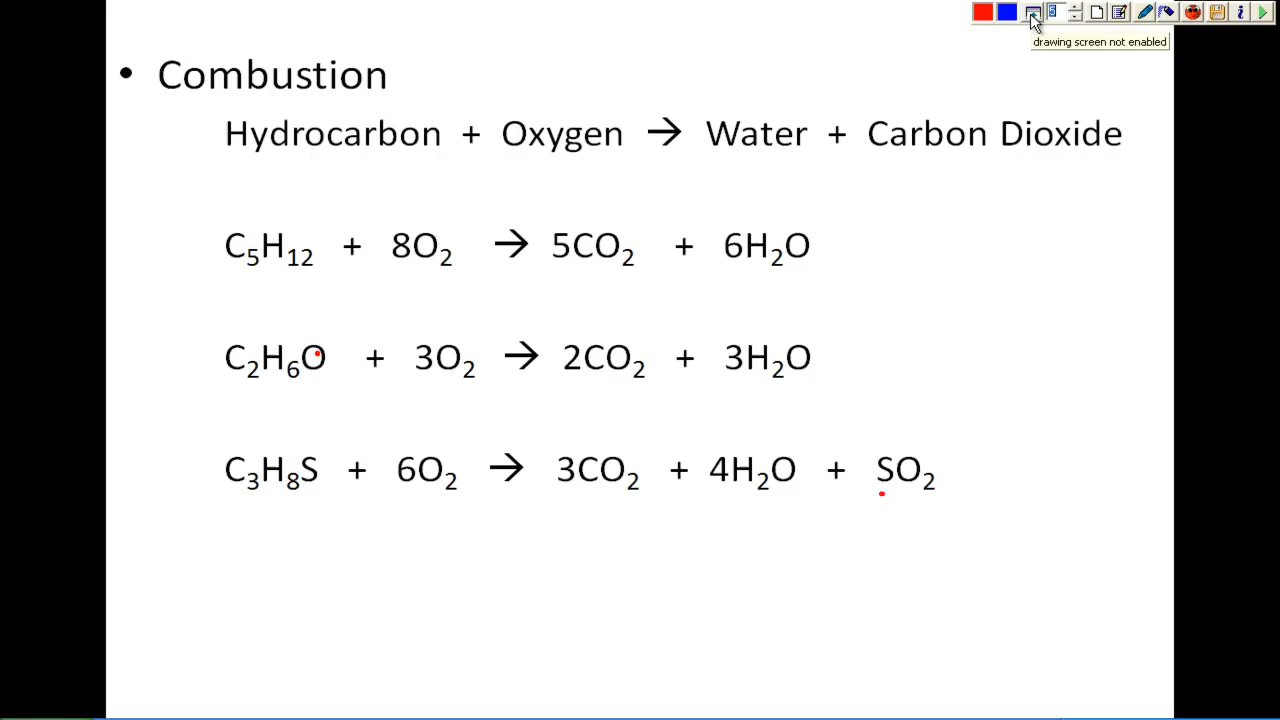 5
drawing screen not enabled
• Combustion
Hydrocarbon + Oxygen → Water + Carbon Dioxide
C₅H₁₂ + 8O₂ → 5CO₂ + 6H₂O
C₂H₆O + 3O₂ → 2CO₂ + 3H₂O
C₃H₈S + 6O₂ → 3CO₂ + 4H₂O + SO₂